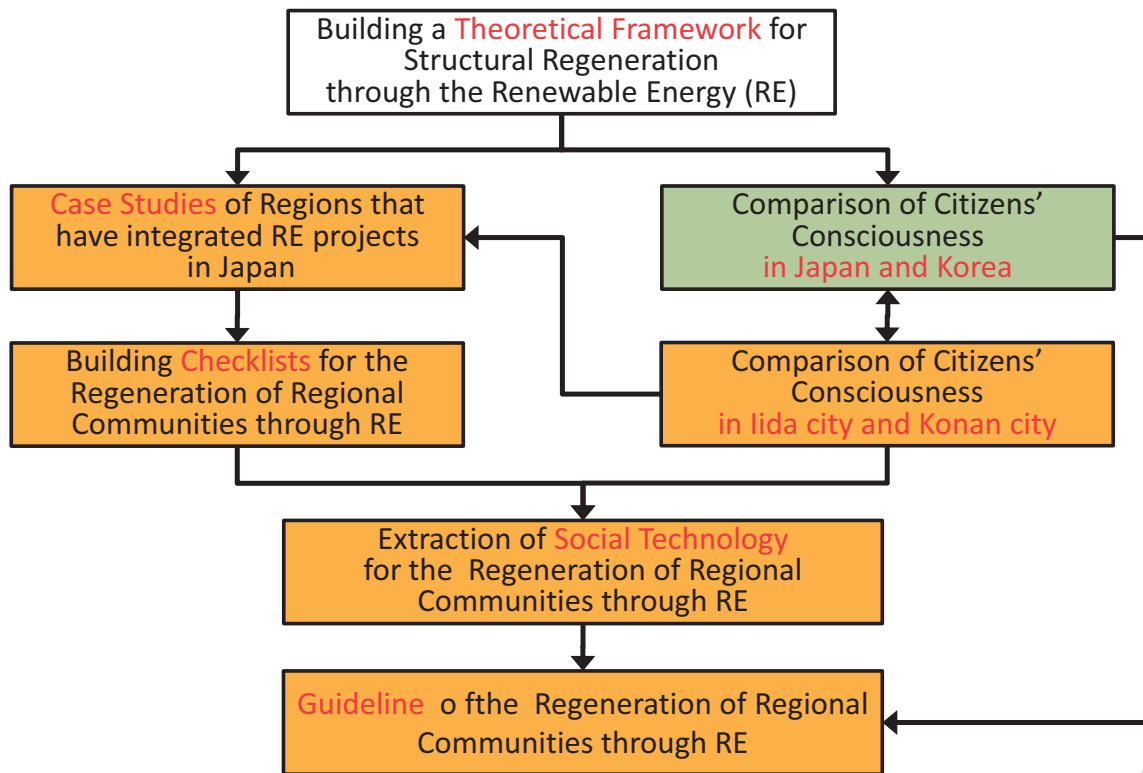 Building a Theoretical Framework for
Structural Regeneration
through the Renewable Energy (RE)
Case Studies of Regions that
have integrated RE projects
in Japan
Comparison of Citizens’
Consciousness
in Japan and Korea
Building Checklists for the
Regeneration of Regional
Communities through RE
Comparison of Citizens’
Consciousness
in Iida city and Konan city
Extraction of Social Technology
for the Regeneration of Regional
Communities through RE
Guideline o fthe Regeneration of Regional
Communities through RE